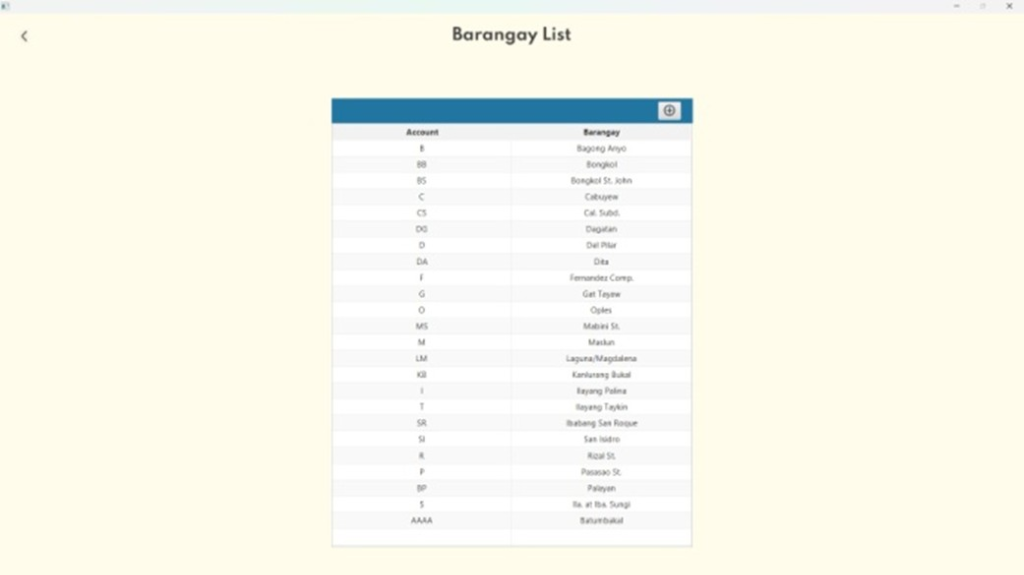 Barangay List
Account Barangay
B Bagong Anyo
BB Bongkol
BS Bongkol St. John
C Cabuyew
CS Cal. Subd.
DG Dagatan
D Del Pilar
DA Dita
F Fernandez Comp.
G Gat Tayaw
O Oples
MS Mabini St.
M Maslun
LM Laguna/Magdalena
KB Kanlurang Bukal
I Ilayang Palina
T Ilayang Taykin
SR Ibabang San Roque
SI San Isidro
R Rizal St.
P Pasasao St.
BP Palayan
S Ila. at Iba. Sungi
AAAA Batumbakal